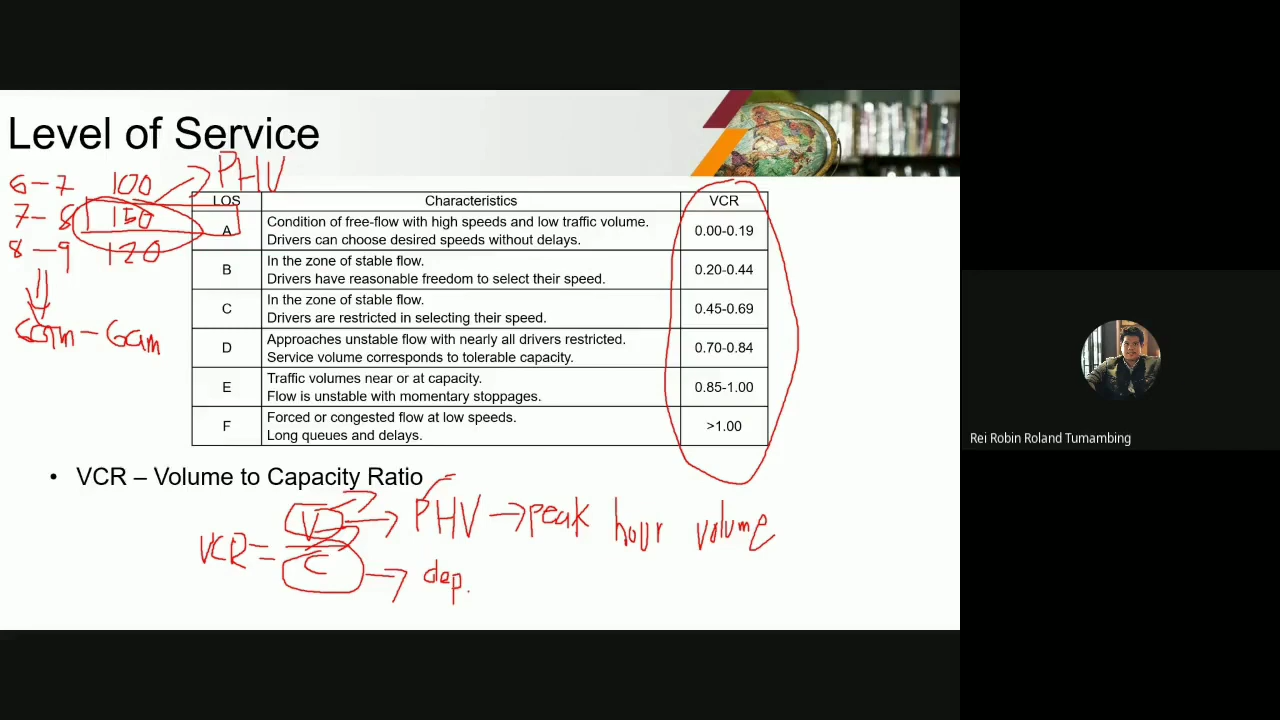 Level of Service
PHV
6-7 100
7-8 150
8-9 120
6am-6am
LOS Characteristics VCR
A Condition of free-flow with high speeds and low traffic volume. 0.00-0.19
Drivers can choose desired speeds without delays.
B In the zone of stable flow. 0.20-0.44
Drivers have reasonable freedom to select their speed.
C In the zone of stable flow. 0.45-0.69
Drivers are restricted in selecting their speed.
D Approaches unstable flow with nearly all drivers restricted. 0.70-0.84
Service volume corresponds to tolerable capacity.
E Traffic volumes near or at capacity. 0.85-1.00
Flow is unstable with momentary stoppages.
F Forced or congested flow at low speeds. >1.00
Long queues and delays.
• VCR – Volume to Capacity Ratio
VCR = V → PHV → peak hour volume
C → dep.
Rei Robin Roland Tumambing